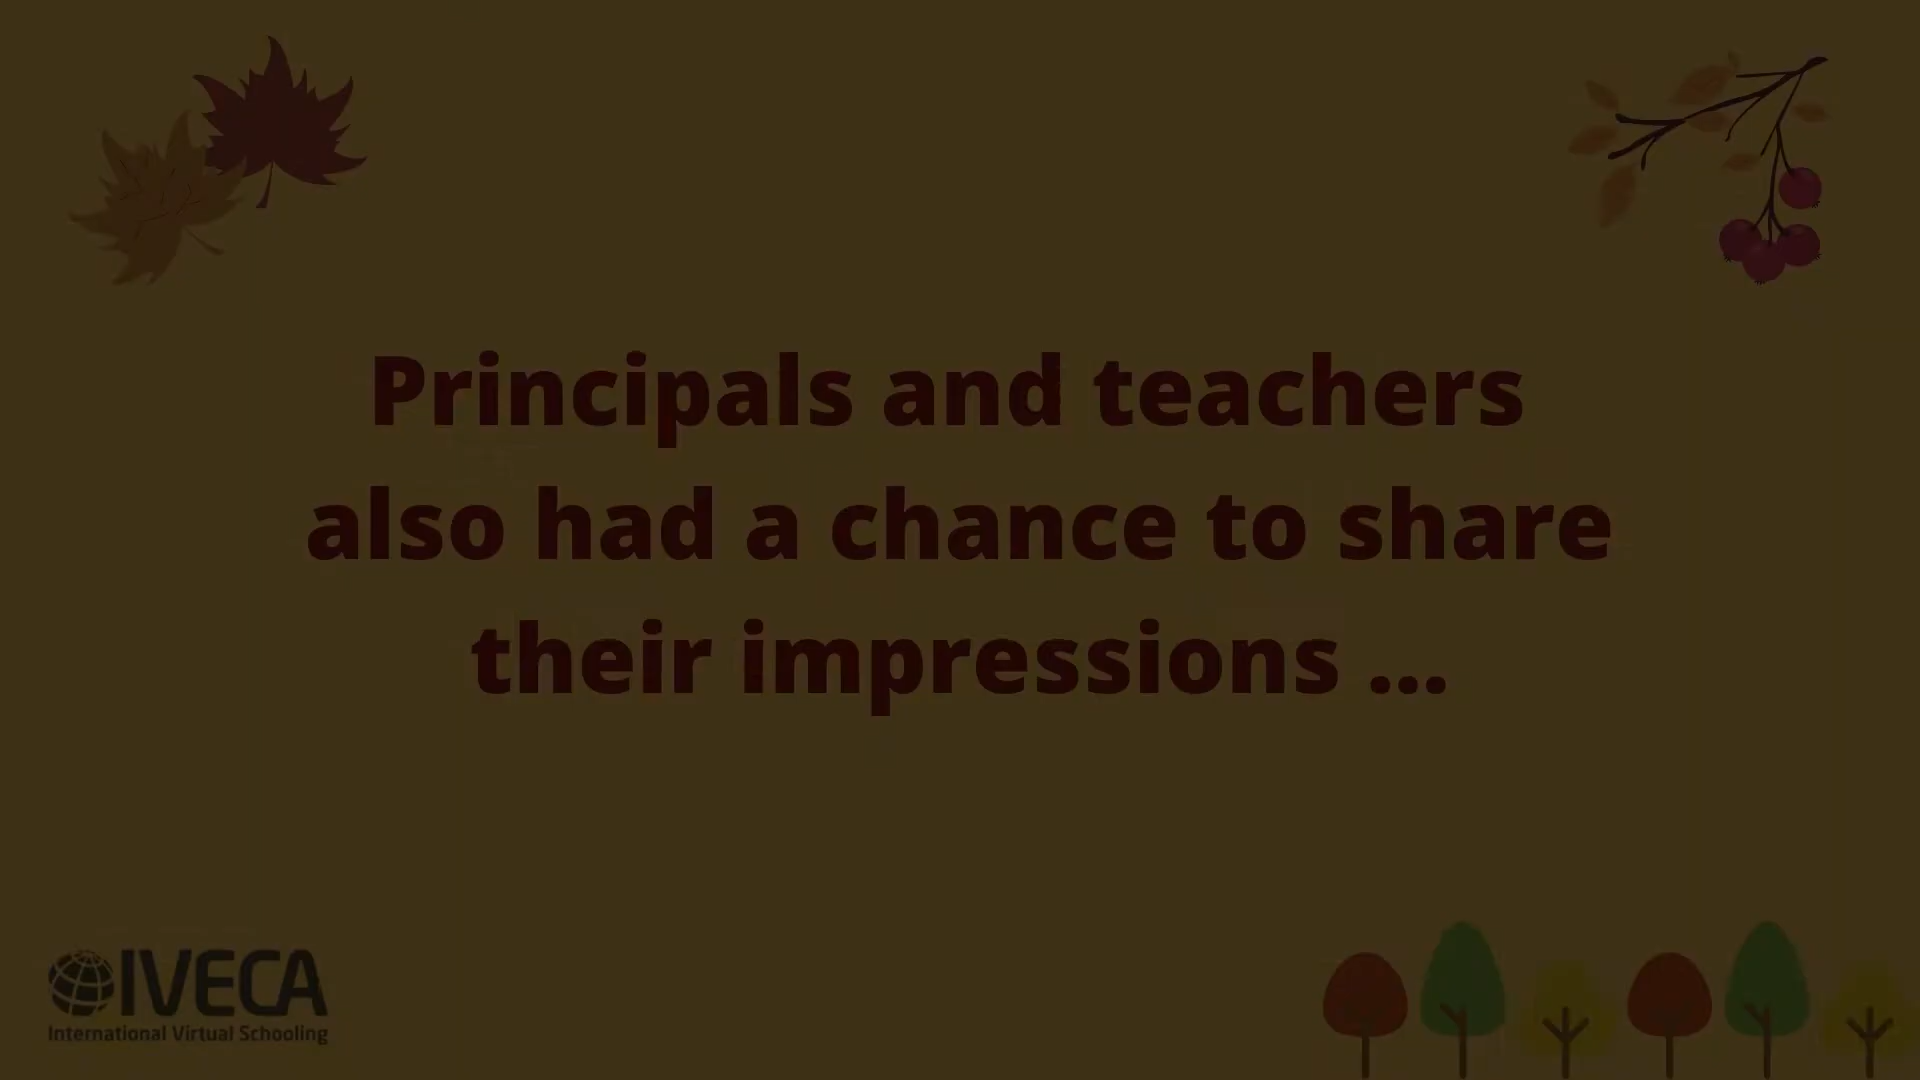 Principals and teachers
also had a chance to share
their impressions ...
IVECA
International Virtual Schooling